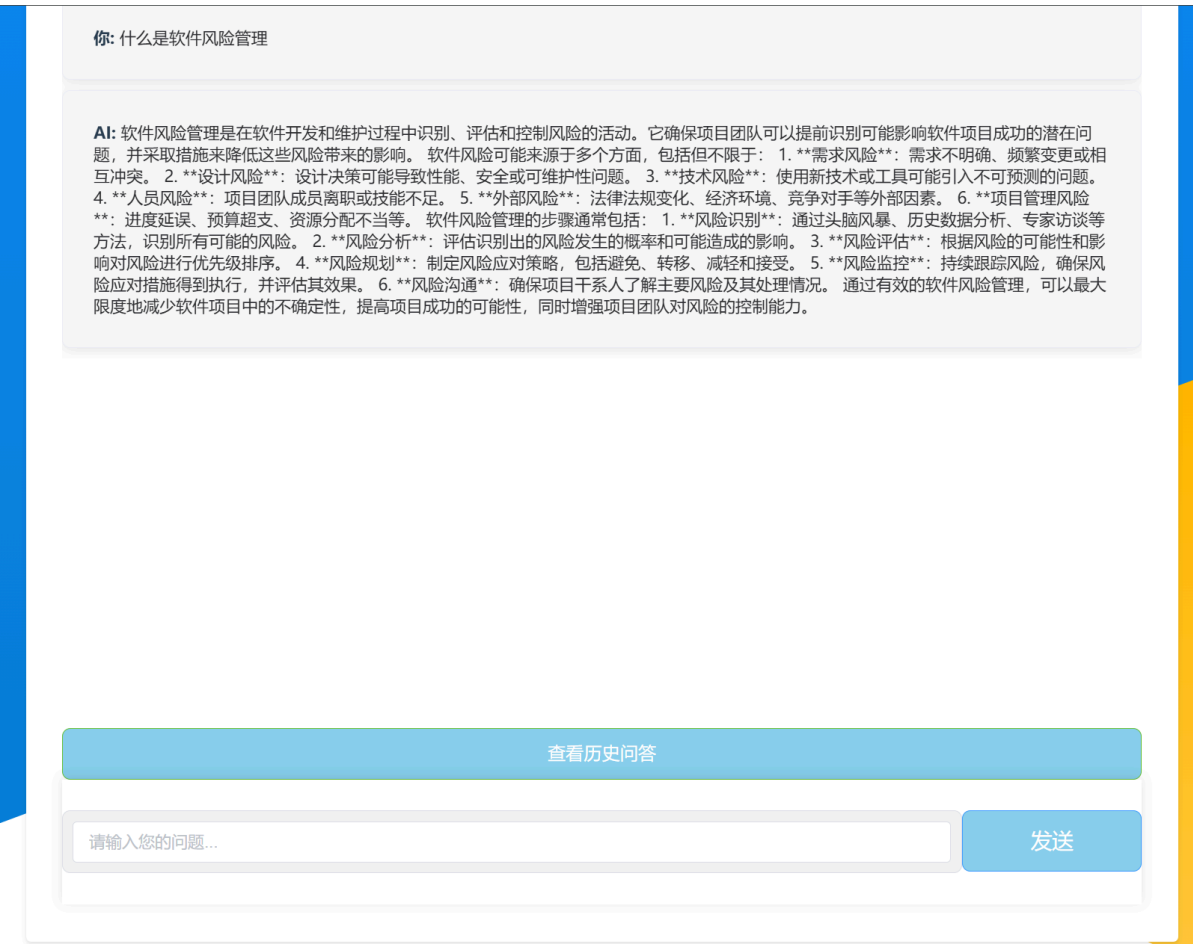 你: 什么是软件风险管理
AI: 软件风险管理是在软件开发和维护过程中识别、评估和控制风险的活动。它确保项目团队可以提前识别可能影响软件项目成功的潜在问
题，并采取措施来降低这些风险带来的影响。 软件风险可能来源于多个方面，包括但不限于： 1. **需求风险**：需求不明确、频繁变更或相
互冲突。 2. **设计风险**：设计决策可能导致性能、安全或可维护性问题。 3. **技术风险**：使用新技术或工具可能引入不可预测的问题。
4. **人员风险**：项目团队成员离职或技能不足。 5. **外部风险**：法律法规变化、经济环境、竞争对手等外部因素。 6. **项目管理风险
**：进度延误、预算超支、资源分配不当等。 软件风险管理的步骤通常包括： 1. **风险识别**：通过头脑风暴、历史数据分析、专家访谈等
方法，识别所有可能的风险。 2. **风险分析**：评估识别出的风险发生的概率和可能造成的影响。 3. **风险评估**：根据风险的可能性和影
响对风险进行优先级排序。 4. **风险规划**：制定风险应对策略，包括避免、转移、减轻和接受。 5. **风险监控**：持续跟踪风险，确保风
险应对措施得到执行，并评估其效果。 6. **风险沟通**：确保项目干系人了解主要风险及其处理情况。 通过有效的软件风险管理，可以最大
限度地减少软件项目中的不确定性，提高项目成功的可能性，同时增强项目团队对风险的控制能力。
查看历史问答
请输入您的问题...
发送